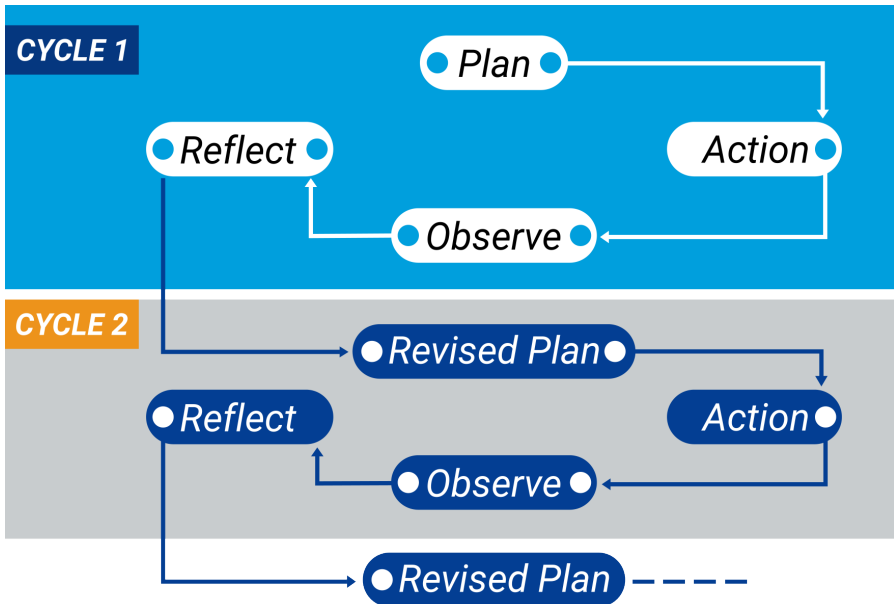 CYCLE 1
Plan
Reflect
Action
Observe
CYCLE 2
Revised Plan
Reflect
Action
Observe
Revised Plan